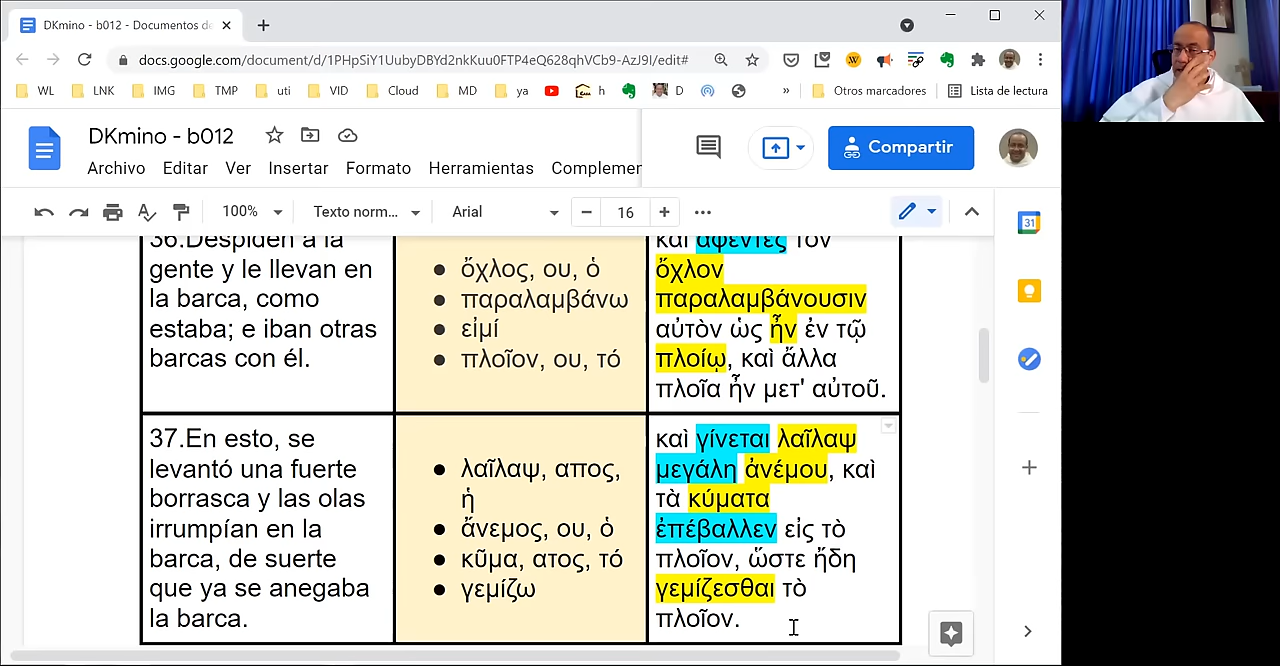 DKmino - b012 - Documentos de
docs.google.com/document/d/1PHpSiY1UubyDBYd2nkKou0FTP4eQ628qhVCb9-AzJ9I/edit#
WL LNK IMG TMP uti VID Cloud MD ya h D » Otros marcadores Lista de lectura
DKmino - b012
Archivo Editar Ver Insertar Formato Herramientas Complemen
Compartir
100% Texto norm... Arial 16
31
36.Despiden a la
gente y le llevan en
la barca, como
estaba; e iban otras
barcas con él.
ὄχλος, ου, ὁ
παραλαμβάνω
εἰμί
πλοῖον, ου, τό
καὶ ἀφέντες τὸν
ὄχλον
παραλαμβάνουσιν
αὐτὸν ὡς ἦν ἐν τῷ
πλοίῳ, καὶ ἄλλα
πλοῖα ἦν μετ' αὐτοῦ.
37.En esto, se
levantó una fuerte
borrasca y las olas
irrumpían en la
barca, de suerte
que ya se anegaba
la barca.
λαῖλαψ, απος,
ἡ
ἄνεμος, ου, ὁ
κῦμα, ατος, τό
γεμίζω
καὶ γίνεται λαῖλαψ
μεγάλη ἀνέμου, καὶ
τὰ κύματα
ἐπέβαλλεν εἰς τὸ
πλοῖον, ὥστε ἤδη
γεμίζεσθαι τὸ
πλοῖον.